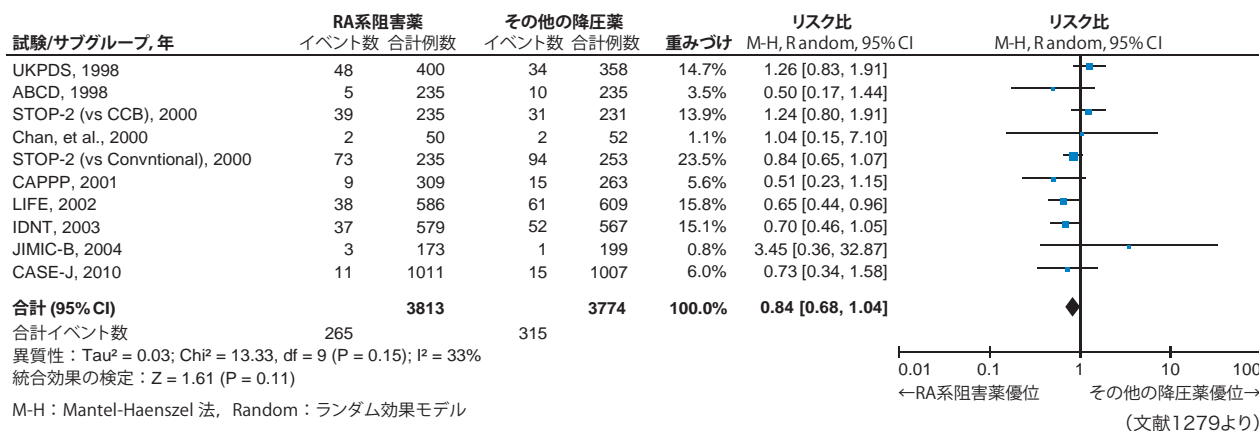 RA系阻害薬 その他の降圧薬 リスク比 リスク比
試験/サブグループ, 年 イベント数 合計例数 イベント数 合計例数 重みづけ M-H, Random, 95% CI M-H, Random, 95% CI
UKPDS, 1998 48 400 34 358 14.7% 1.26 [0.83, 1.91]
ABCD, 1998 5 235 10 235 3.5% 0.50 [0.17, 1.44]
STOP-2 (vs CCB), 2000 39 235 31 231 13.9% 1.24 [0.80, 1.91]
Chan, et al., 2000 2 50 2 52 1.1% 1.04 [0.15, 7.10]
STOP-2 (vs Convntional), 2000 73 235 94 253 23.5% 0.84 [0.65, 1.07]
CAPPP, 2001 9 309 15 263 5.6% 0.51 [0.23, 1.15]
LIFE, 2002 38 586 61 609 15.8% 0.65 [0.44, 0.96]
IDNT, 2003 37 579 52 567 15.1% 0.70 [0.46, 1.05]
JIMIC-B, 2004 3 173 1 199 0.8% 3.45 [0.36, 32.87]
CASE-J, 2010 11 1011 15 1007 6.0% 0.73 [0.34, 1.58]
合計 (95% CI) 3813 3774 100.0% 0.84 [0.68, 1.04]
合計イベント数 265 315
異質性：Tau² = 0.03; Chi² = 13.33, df = 9 (P = 0.15); I² = 33%
統合効果の検定：Z = 1.61 (P = 0.11)
0.01 0.1 1 10 100
←RA系阻害薬優位 その他の降圧薬優位→
M-H：Mantel-Haenszel 法，Random：ランダム効果モデル
（文献1279より）